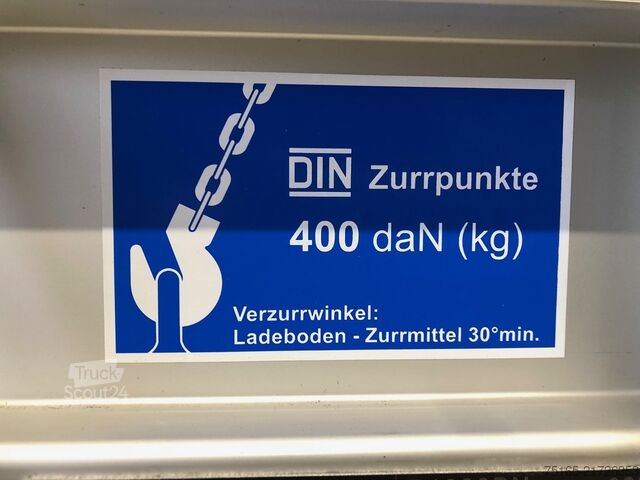 DIN Zurrpunkte
400 daN (kg)
Verzurrwinkel:
Ladeboden - Zurrmittel 30°min.
Truck
Scout24